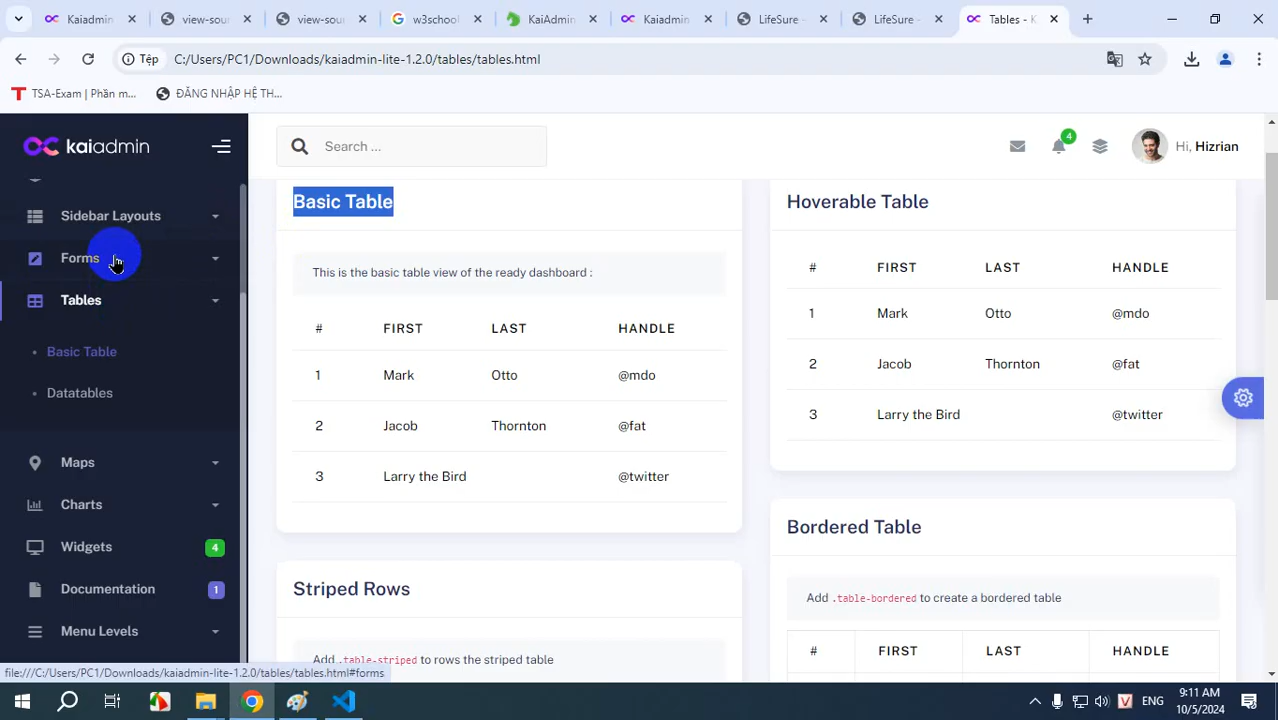 Kaiadmin
view-sour
view-sour
w3school
KaiAdmin
Kaiadmin
LifeSure -
LifeSure -
Tables - K
Tệp
C:/Users/PC1/Downloads/kaiadmin-lite-1.2.0/tables/tables.html
TSA-Exam | Phần m...
ĐĂNG NHẬP HỆ TH...
kaiadmin
Search ...
4
Hi, Hizrian
Sidebar Layouts
Forms
Tables
Basic Table
Datatables
Maps
Charts
Widgets 4
Documentation 1
Menu Levels
Basic Table
This is the basic table view of the ready dashboard :
# FIRST LAST HANDLE
1 Mark Otto @mdo
2 Jacob Thornton @fat
3 Larry the Bird @twitter
Striped Rows
Add .table-striped to rows the striped table
Hoverable Table
# FIRST LAST HANDLE
1 Mark Otto @mdo
2 Jacob Thornton @fat
3 Larry the Bird @twitter
Bordered Table
Add .table-bordered to create a bordered table
# FIRST LAST HANDLE
file:///C:/Users/PC1/Downloads/kaiadmin-lite-1.2.0/tables/tables.html#forms
V ENG
9:11 AM
10/5/2024